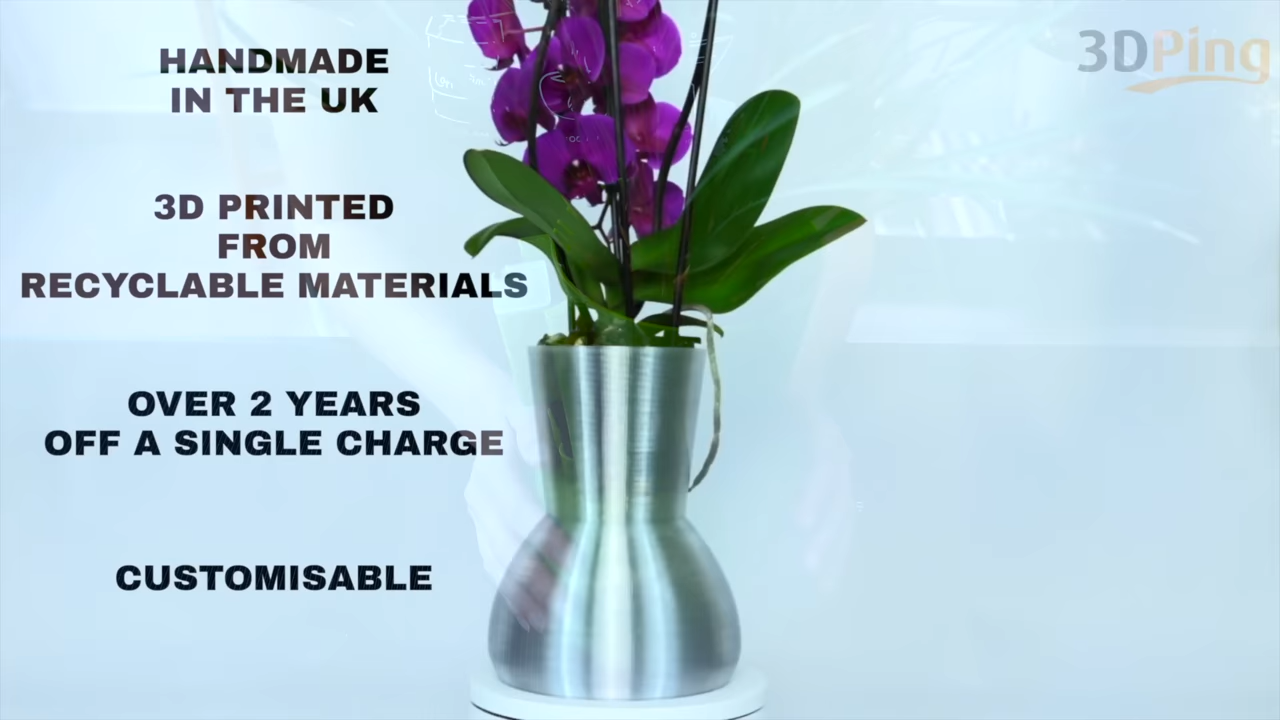 HANDMADE
IN THE UK
3DPing
3D PRINTED
FROM
RECYCLABLE MATERIALS
OVER 2 YEARS
OFF A SINGLE CHARGE
CUSTOMISABLE